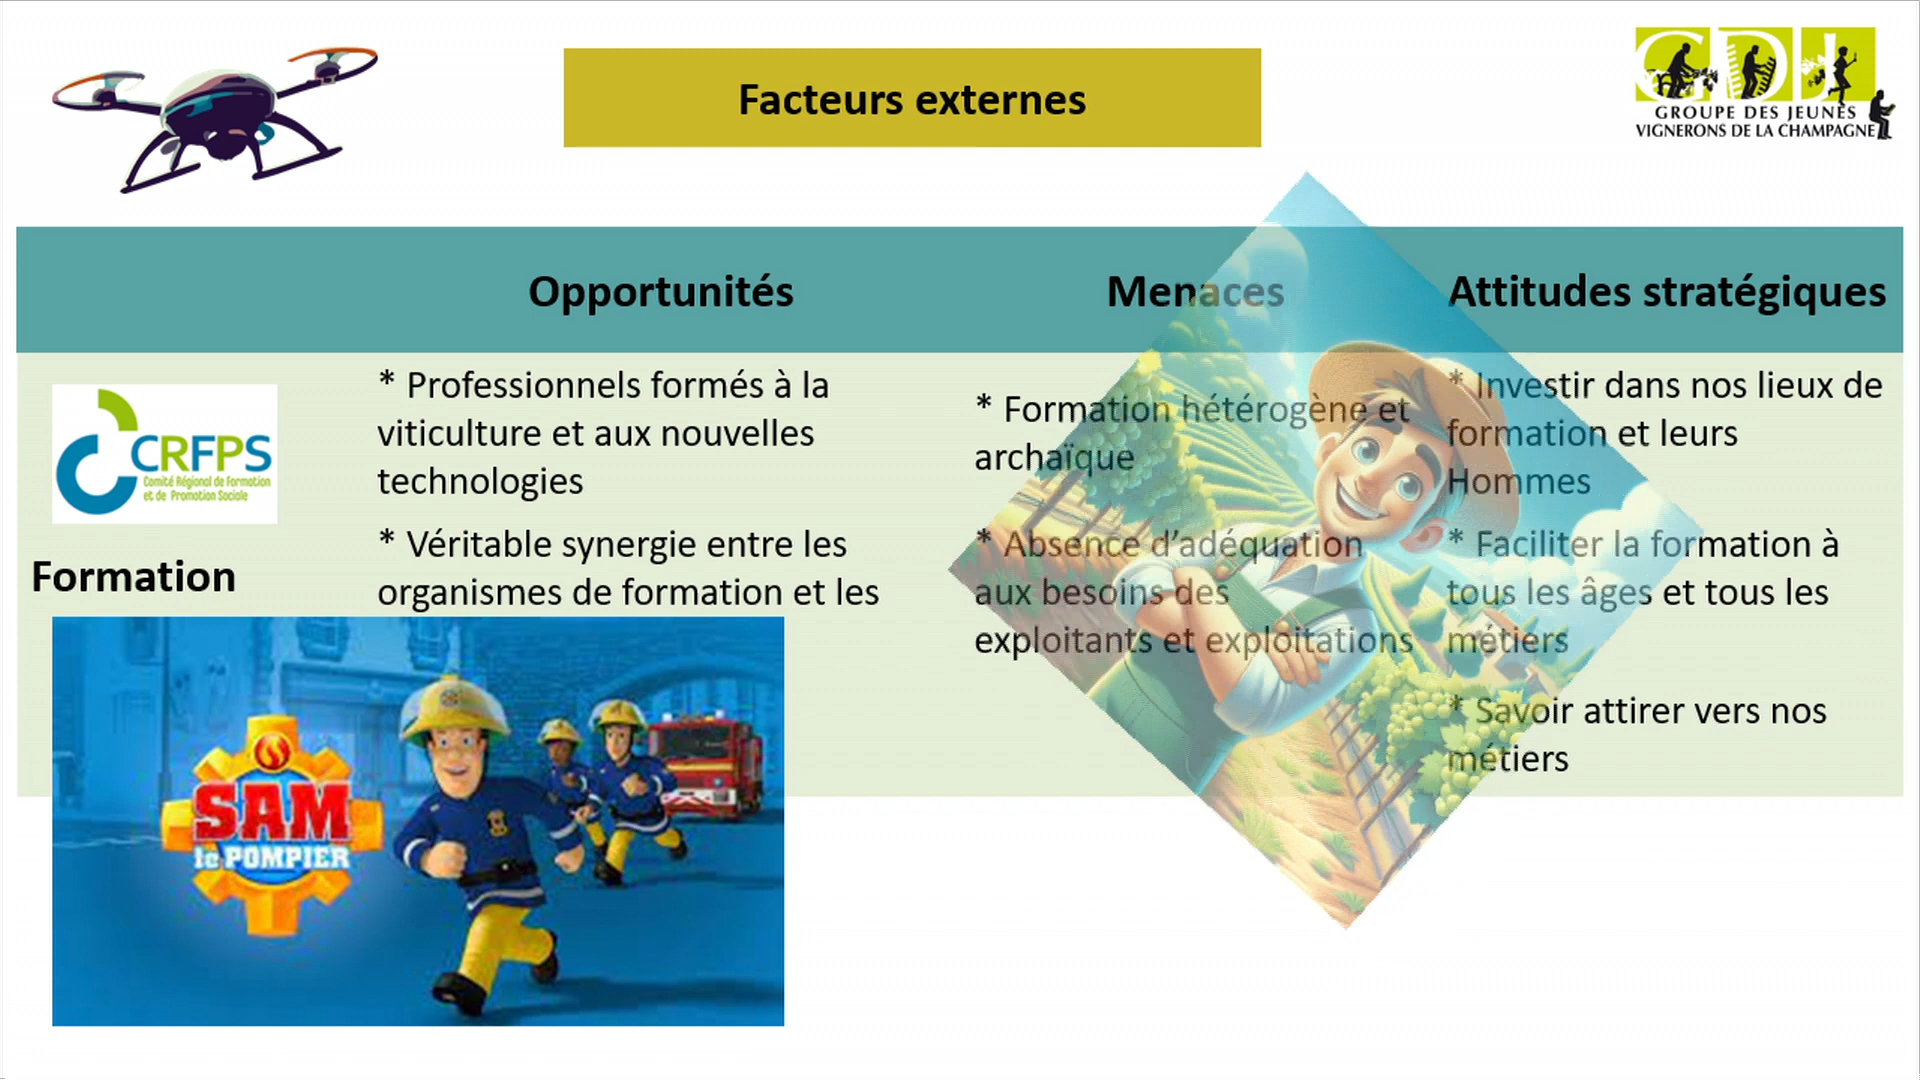 Facteurs externes
GDJ
GROUPE DES JEUNES
VIGNERONS DE LA CHAMPAGNE
Opportunités
Menaces
Attitudes stratégiques
CRFPS
Comité Régional de Formation
et de Promotion Sociale
Formation
* Professionnels formés à la
viticulture et aux nouvelles
technologies
* Véritable synergie entre les
organismes de formation et les
* Formation hétérogène et
archaïque
* Absence d’adéquation
aux besoins des
exploitants et exploitations
* Investir dans nos lieux de
formation et leurs
Hommes
* Faciliter la formation à
tous les âges et tous les
métiers
* Savoir attirer vers nos
métiers
SAM
le POMPIER